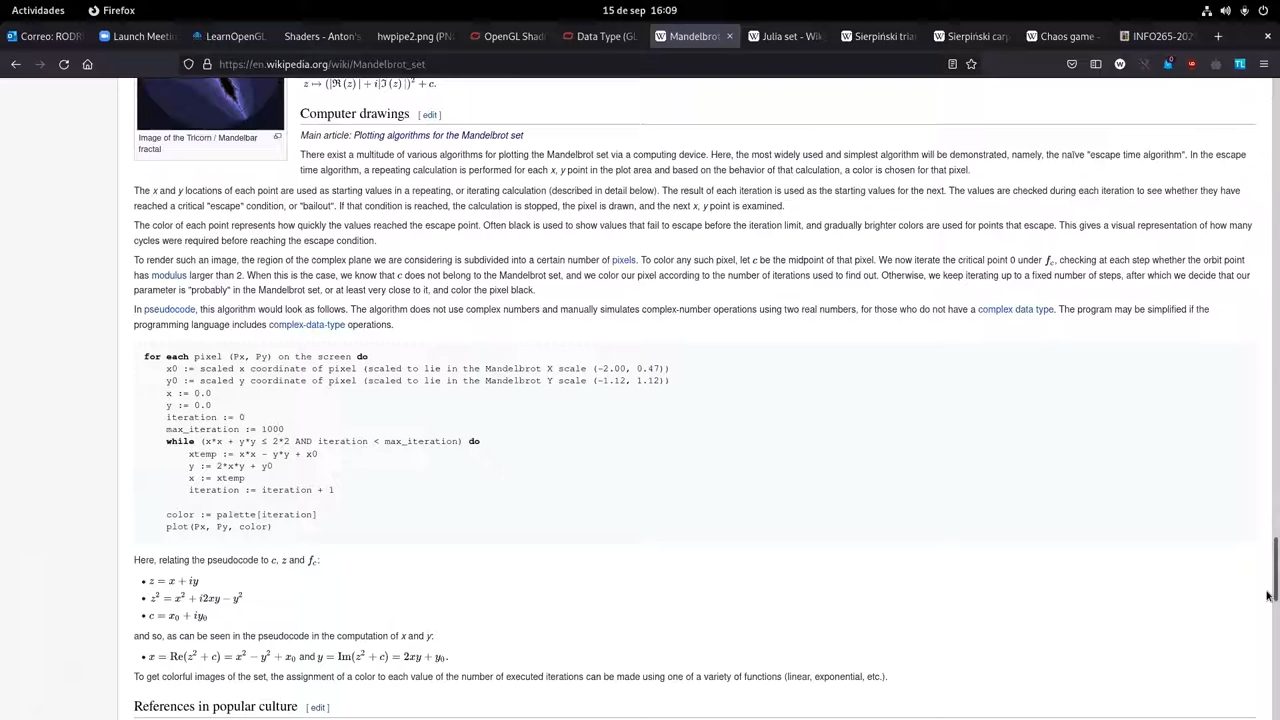 Actividades Firefox 15 de sep 16:09
Correo: RODR Launch Meeti LearnOpenGL Shaders - Anton's hwpipe2.png (PN OpenGL Shadi Data Type (GL Mandelbrot × Julia set - Wiki Sierpiński trian Sierpiński carp Chaos game - INFO265-202
https://en.wikipedia.org/wiki/Mandelbrot_set
z ↦ (|ℜ(z)| + i|ℑ(z)|)² + c.
Computer drawings [ edit ]
Image of the Tricorn / Mandelbar
fractal
Main article: Plotting algorithms for the Mandelbrot set
There exist a multitude of various algorithms for plotting the Mandelbrot set via a computing device. Here, the most widely used and simplest algorithm will be demonstrated, namely, the naïve "escape time algorithm". In the escape
time algorithm, a repeating calculation is performed for each x, y point in the plot area and based on the behavior of that calculation, a color is chosen for that pixel.
The x and y locations of each point are used as starting values in a repeating, or iterating calculation (described in detail below). The result of each iteration is used as the starting values for the next. The values are checked during each iteration to see whether they have
reached a critical "escape" condition, or "bailout". If that condition is reached, the calculation is stopped, the pixel is drawn, and the next x, y point is examined.
The color of each point represents how quickly the values reached the escape point. Often black is used to show values that fail to escape before the iteration limit, and gradually brighter colors are used for points that escape. This gives a visual representation of how many
cycles were required before reaching the escape condition.
To render such an image, the region of the complex plane we are considering is subdivided into a certain number of pixels. To color any such pixel, let c be the midpoint of that pixel. We now iterate the critical point 0 under f_c, checking at each step whether the orbit point
has modulus larger than 2. When this is the case, we know that c does not belong to the Mandelbrot set, and we color our pixel according to the number of iterations used to find out. Otherwise, we keep iterating up to a fixed number of steps, after which we decide that our
parameter is "probably" in the Mandelbrot set, or at least very close to it, and color the pixel black.
In pseudocode, this algorithm would look as follows. The algorithm does not use complex numbers and manually simulates complex-number operations using two real numbers, for those who do not have a complex data type. The program may be simplified if the
programming language includes complex-data-type operations.
for each pixel (Px, Py) on the screen do
x0 := scaled x coordinate of pixel (scaled to lie in the Mandelbrot X scale (-2.00, 0.47))
y0 := scaled y coordinate of pixel (scaled to lie in the Mandelbrot Y scale (-1.12, 1.12))
x := 0.0
y := 0.0
iteration := 0
max_iteration := 1000
while (x*x + y*y ≤ 2*2 AND iteration < max_iteration) do
xtemp := x*x - y*y + x0
y := 2*x*y + y0
x := xtemp
iteration := iteration + 1
color := palette[iteration]
plot(Px, Py, color)
Here, relating the pseudocode to c, z and f_c:
• z = x + iy
• z² = x² + i2xy − y²
• c = x₀ + iy₀
and so, as can be seen in the pseudocode in the computation of x and y:
• x = Re(z² + c) = x² − y² + x₀ and y = Im(z² + c) = 2xy + y₀.
To get colorful images of the set, the assignment of a color to each value of the number of executed iterations can be made using one of a variety of functions (linear, exponential, etc.).
References in popular culture [ edit ]